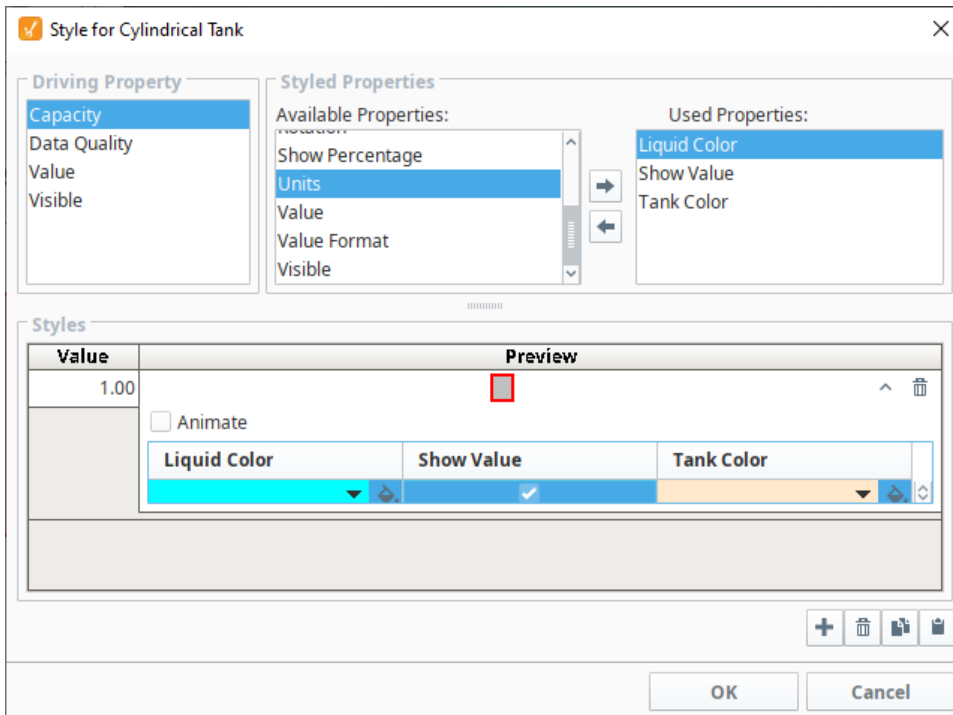 Style for Cylindrical Tank
Driving Property
Capacity
Data Quality
Value
Visible
Styled Properties
Available Properties:
Show Percentage
Units
Value
Value Format
Visible
Used Properties:
Liquid Color
Show Value
Tank Color
Styles
Value Preview
1.00
Animate
Liquid Color Show Value Tank Color
OK Cancel